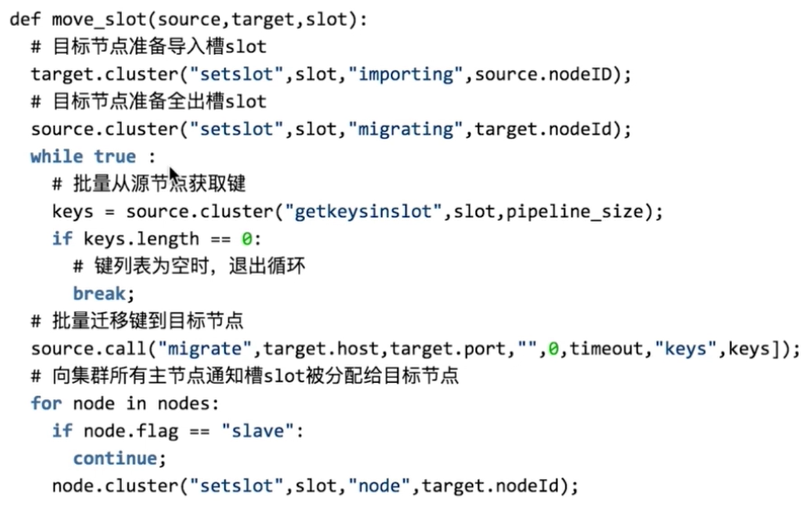 def move_slot(source,target,slot):
# 目标节点准备导入槽slot
target.cluster("setslot",slot,"importing",source.nodeID);
# 目标节点准备全出槽slot
source.cluster("setslot",slot,"migrating",target.nodeId);
while true :
# 批量从源节点获取键
keys = source.cluster("getkeysinslot",slot,pipeline_size);
if keys.length == 0:
# 键列表为空时，退出循环
break;
# 批量迁移键到目标节点
source.call("migrate",target.host,target.port,"",0,timeout,"keys",keys]);
# 向集群所有主节点通知槽slot被分配给目标节点
for node in nodes:
if node.flag == "slave":
continue;
node.cluster("setslot",slot,"node",target.nodeId);